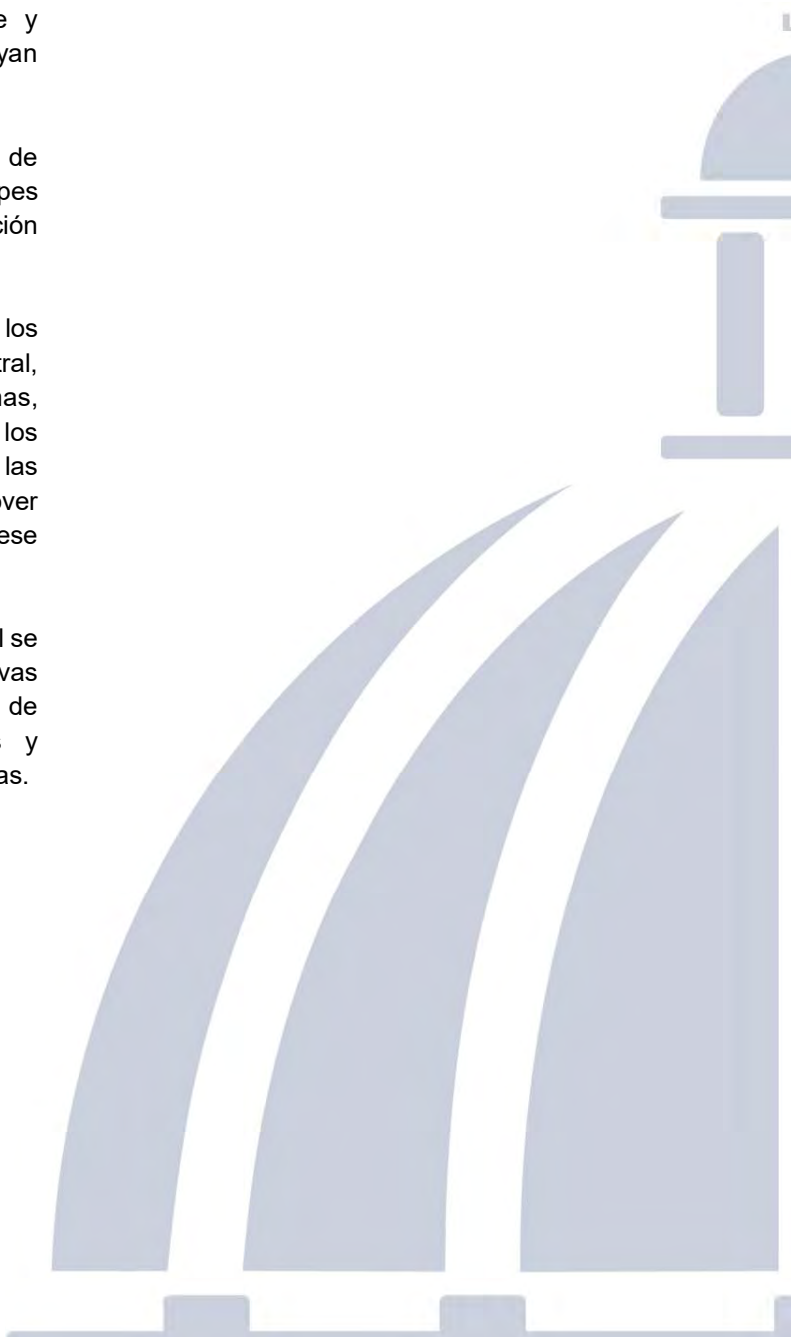 e y
yan
de
pes
ción
los
tral,
nas,
los
las
over
ese
l se
vas
de
s y
as.